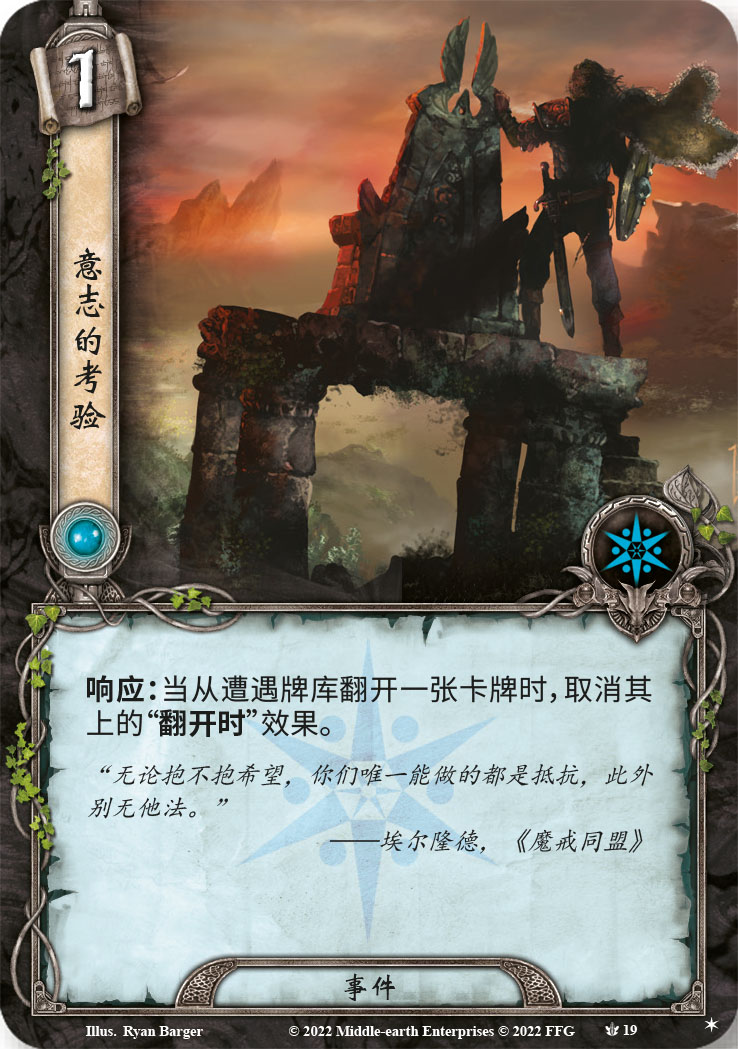 1
意志的考验
响应：当从遭遇牌库翻开一张卡牌时，取消其
上的“翻开时”效果。
“无论抱不抱希望，你们唯一能做的都是抵抗，此外
别无他法。”
——埃尔隆德，《魔戒同盟》
事件
Illus. Ryan Barger © 2022 Middle-earth Enterprises © 2022 FFG 19